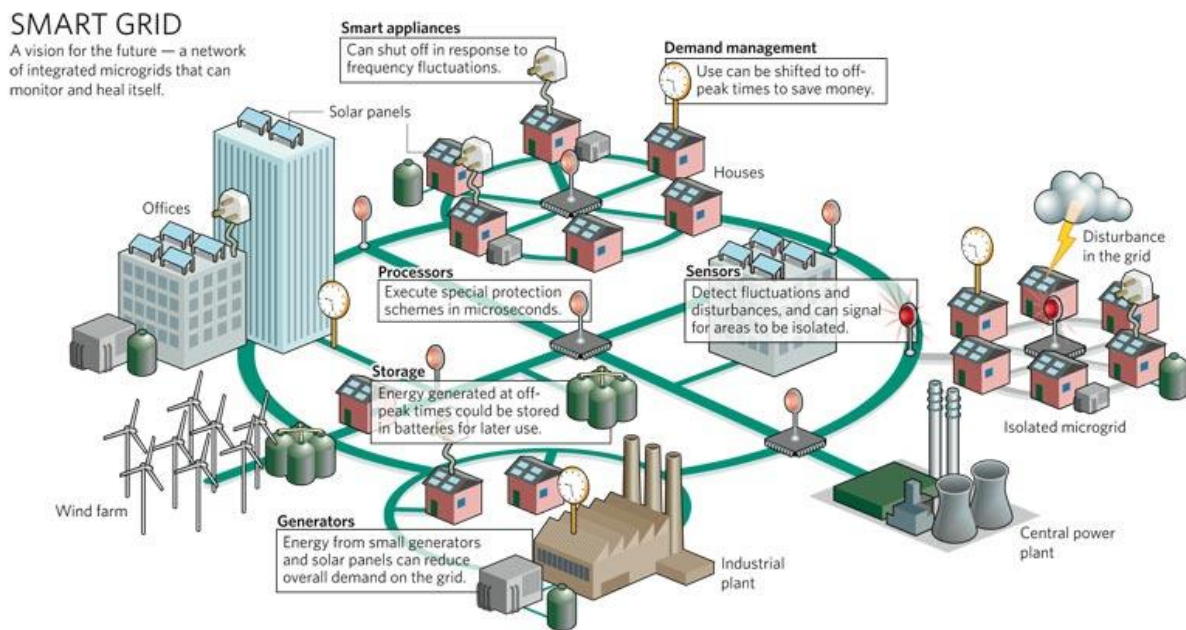 SMART GRID
A vision for the future — a network
of integrated microgrids that can
monitor and heal itself.
Smart appliances
Can shut off in response to
frequency fluctuations.
Demand management
Use can be shifted to off-
peak times to save money.
Solar panels
Houses
Offices
Disturbance
in the grid
Processors
Execute special protection
schemes in microseconds.
Sensors
Detect fluctuations and
disturbances, and can signal
for areas to be isolated.
Storage
Energy generated at off-
peak times could be stored
in batteries for later use.
Isolated microgrid
Wind farm
Generators
Energy from small generators
and solar panels can reduce
overall demand on the grid.
Industrial
plant
Central power
plant